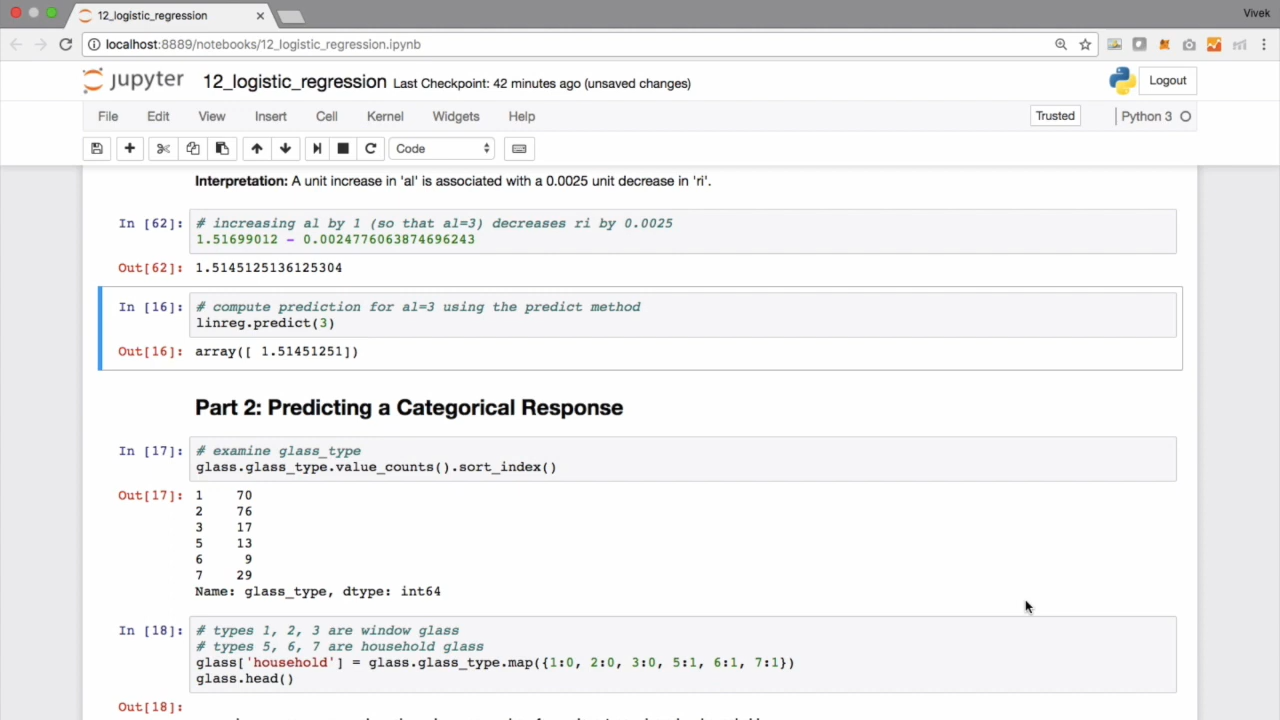 12_logistic_regression
Vivek
localhost:8889/notebooks/12_logistic_regression.ipynb
jupyter 12_logistic_regression Last Checkpoint: 42 minutes ago (unsaved changes)
Logout
File Edit View Insert Cell Kernel Widgets Help
Trusted
Python 3
Code
Interpretation: A unit increase in 'al' is associated with a 0.0025 unit decrease in 'ri'.
In [62]: # increasing al by 1 (so that al=3) decreases ri by 0.0025
1.51699012 - 0.0024776063874696243
Out[62]: 1.5145125136125304
In [16]: # compute prediction for al=3 using the predict method
linreg.predict(3)
Out[16]: array([ 1.51451251])
Part 2: Predicting a Categorical Response
In [17]: # examine glass_type
glass.glass_type.value_counts().sort_index()
Out[17]: 1 70
2 76
3 17
5 13
6 9
7 29
Name: glass_type, dtype: int64
In [18]: # types 1, 2, 3 are window glass
# types 5, 6, 7 are household glass
glass['household'] = glass.glass_type.map({1:0, 2:0, 3:0, 5:1, 6:1, 7:1})
glass.head()
Out[18]: